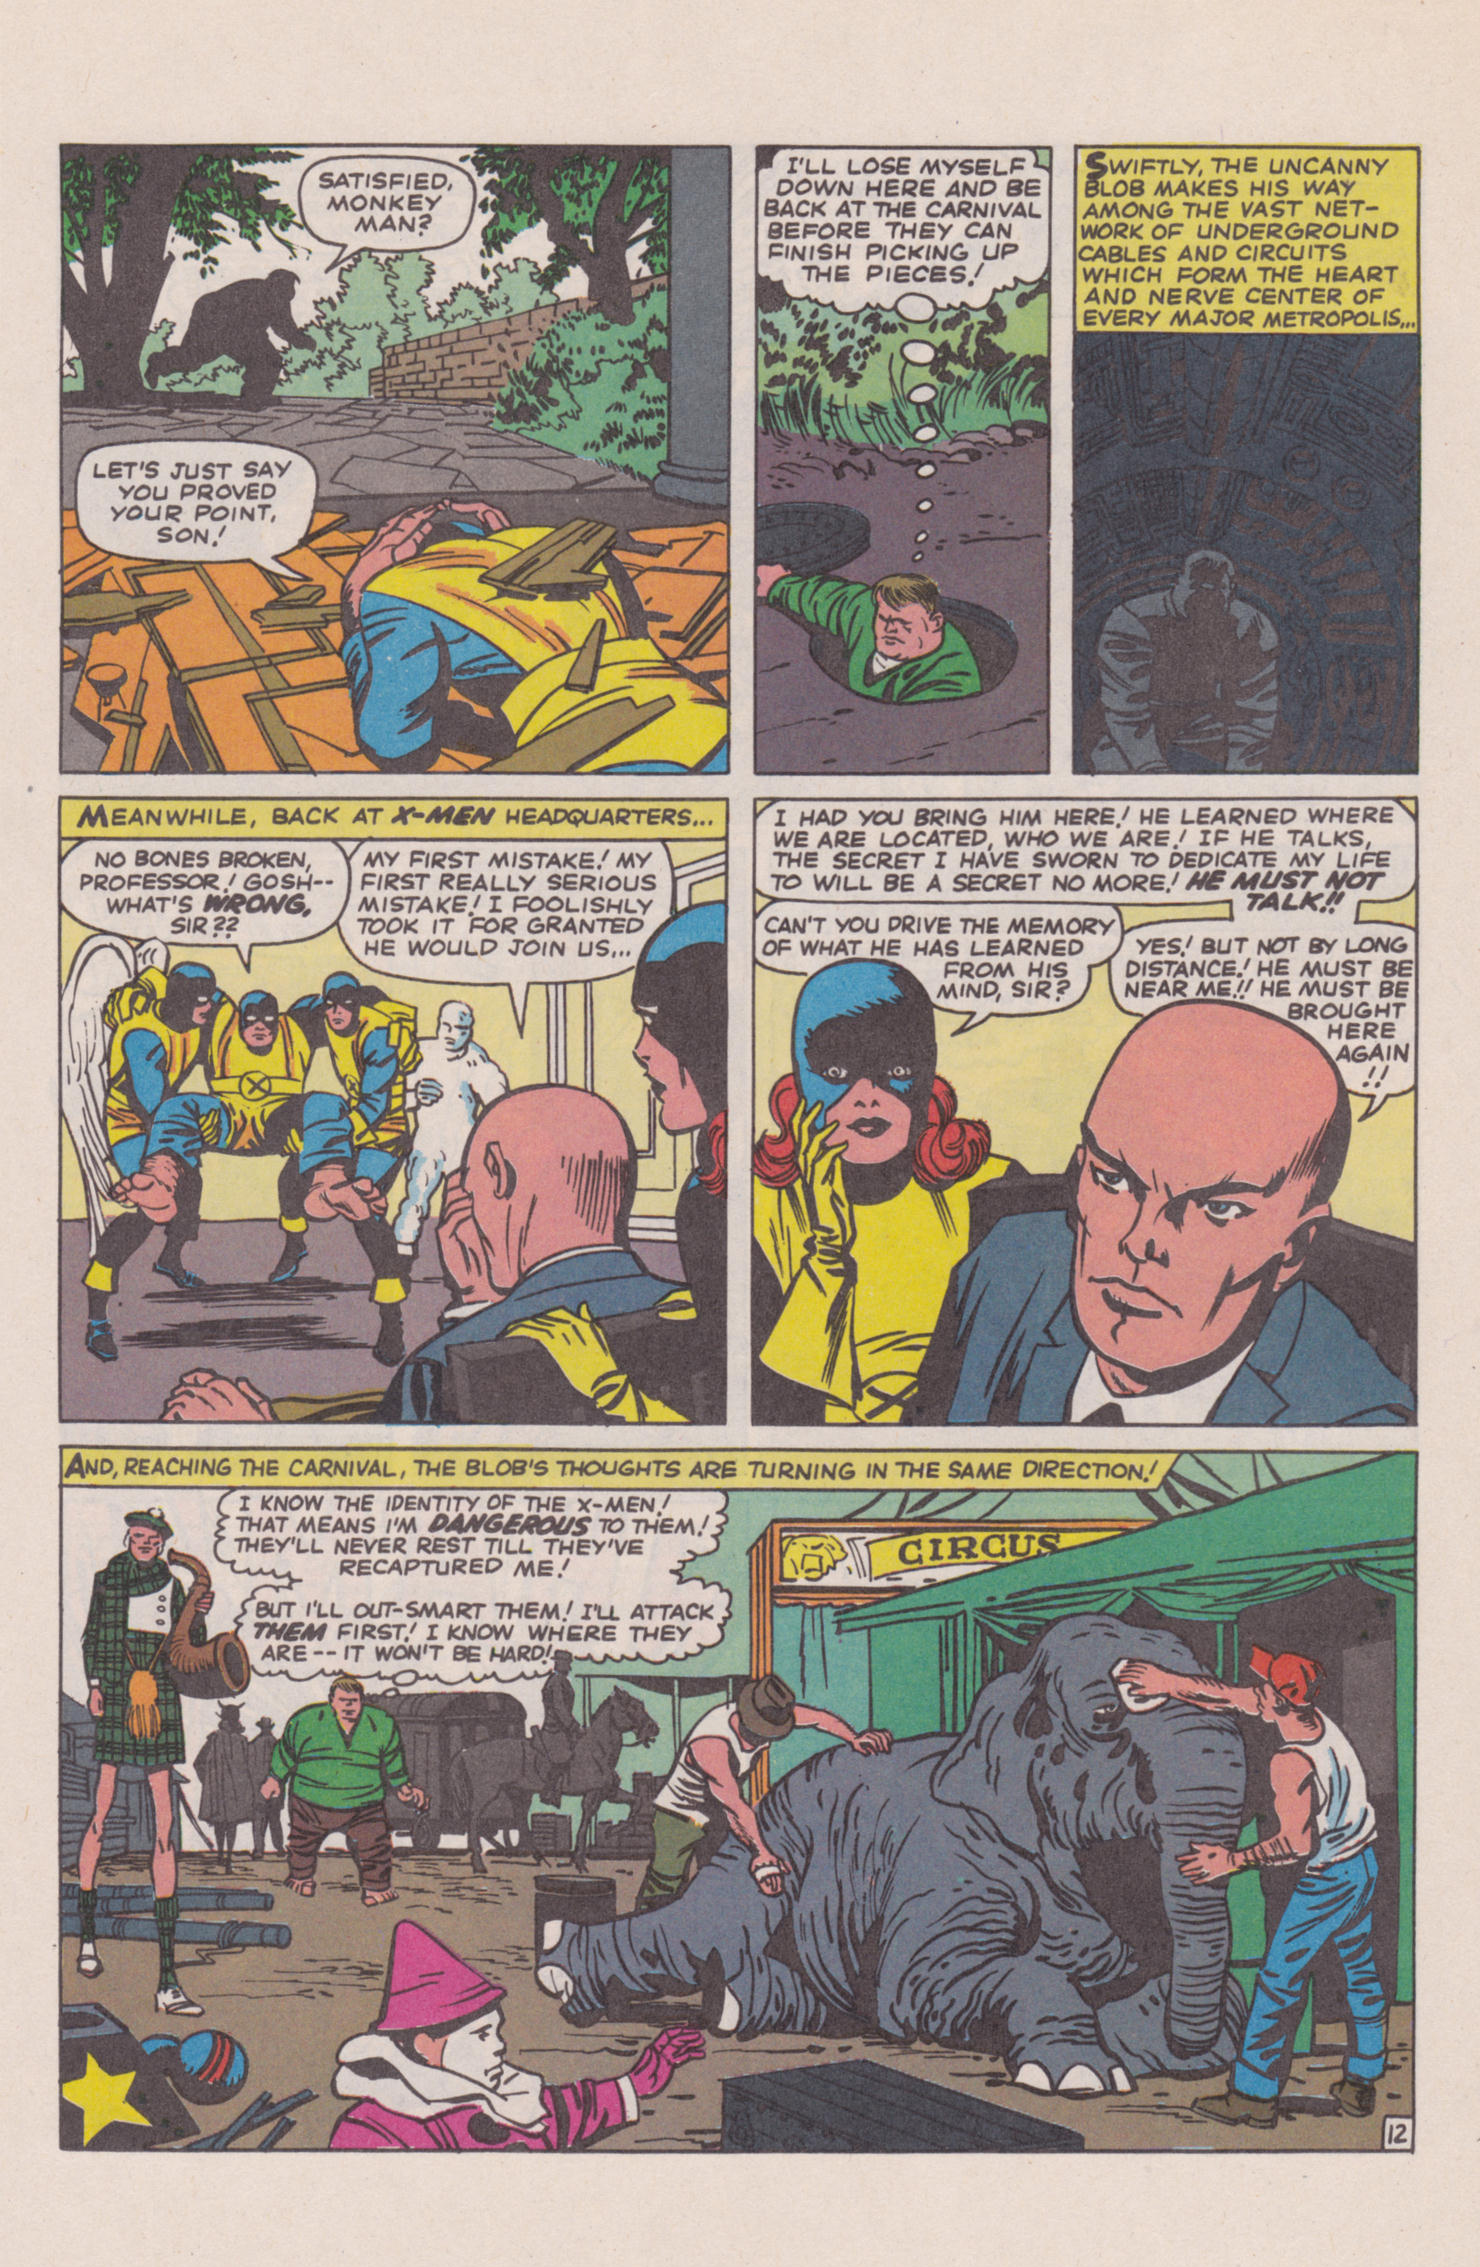 SATISFIED,
MONKEY
MAN?
LET'S JUST SAY
YOU PROVED
YOUR POINT,
SON!
I'LL LOSE MYSELF
DOWN HERE AND BE
BACK AT THE CARNIVAL
BEFORE THEY CAN
FINISH PICKING UP
THE PIECES!
SWIFTLY, THE UNCANNY
BLOB MAKES HIS WAY
AMONG THE VAST NET-
WORK OF UNDERGROUND
CABLES AND CIRCUITS
WHICH FORM THE HEART
AND NERVE CENTER OF
EVERY MAJOR METROPOLIS...
MEANWHILE, BACK AT X-MEN HEADQUARTERS...
NO BONES BROKEN,
PROFESSOR! GOSH--
WHAT'S WRONG,
SIR??
MY FIRST MISTAKE! MY
FIRST REALLY SERIOUS
MISTAKE! I FOOLISHLY
TOOK IT FOR GRANTED
HE WOULD JOIN US...
I HAD YOU BRING HIM HERE! HE LEARNED WHERE
WE ARE LOCATED, WHO WE ARE! IF HE TALKS,
THE SECRET I HAVE SWORN TO DEDICATE MY LIFE
TO WILL BE A SECRET NO MORE! HE MUST NOT
TALK!!
CAN'T YOU DRIVE THE MEMORY
OF WHAT HE HAS LEARNED
FROM HIS
MIND, SIR?
YES! BUT NOT BY LONG
DISTANCE! HE MUST BE
NEAR ME!! HE MUST BE
BROUGHT
HERE
AGAIN
!!
AND, REACHING THE CARNIVAL, THE BLOB'S THOUGHTS ARE TURNING IN THE SAME DIRECTION!
I KNOW THE IDENTITY OF THE X-MEN!
THAT MEANS I'M DANGEROUS TO THEM!
THEY'LL NEVER REST TILL THEY'VE
RECAPTURED ME!
BUT I'LL OUT-SMART THEM! I'LL ATTACK
THEM FIRST! I KNOW WHERE THEY
ARE -- IT WON'T BE HARD!
CIRCUS
12